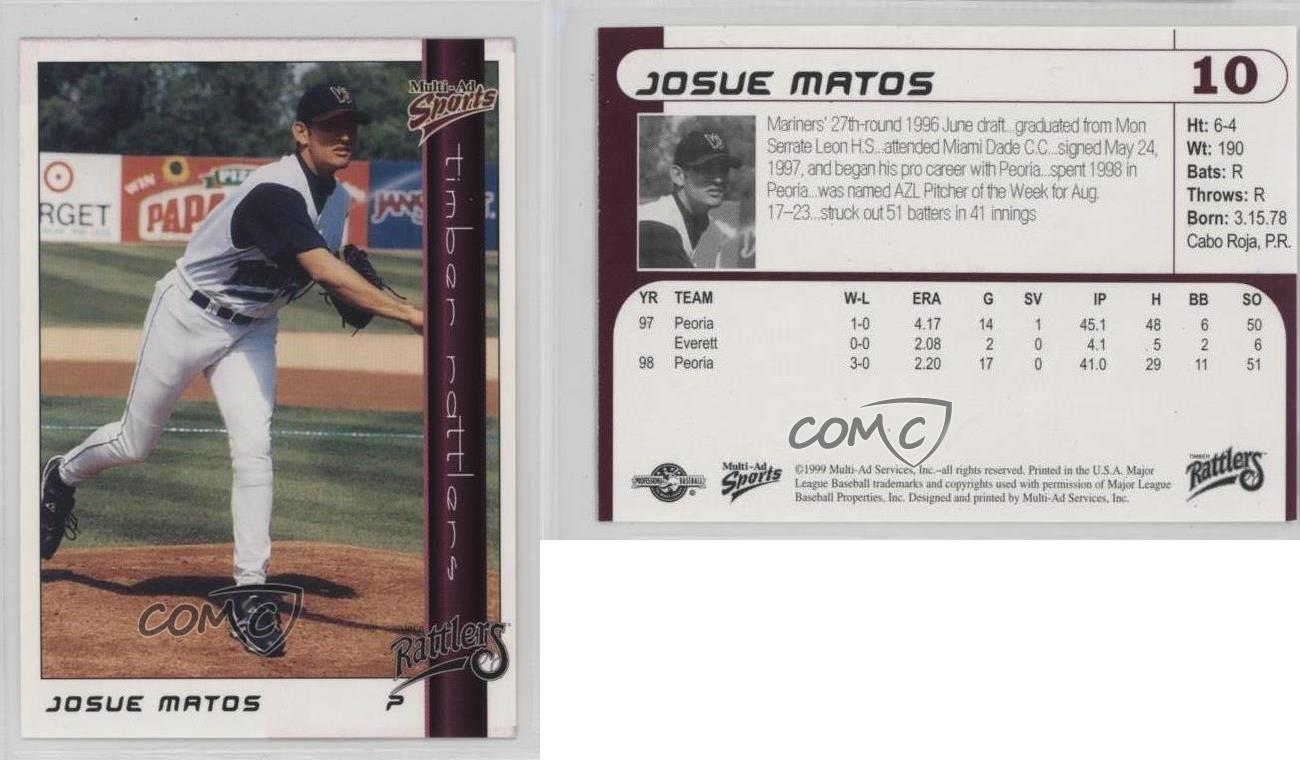 Multi-Ad
Sports
timber rattlers
WIN
PIZZ
RGET
PAPA
JANS
COMC
Rattlers
JOSUE MATOS
P
JOSUE MATOS
10
Mariners' 27th-round 1996 June draft...graduated from Mon
Serrate Leon H.S...attended Miami Dade C.C...signed May 24,
1997, and began his pro career with Peoria...spent 1998 in
Peoria...was named AZL Pitcher of the Week for Aug.
17–23...struck out 51 batters in 41 innings
Ht: 6-4
Wt: 190
Bats: R
Throws: R
Born: 3.15.78
Cabo Roja, P.R.
YR TEAM W-L ERA G SV IP H BB SO
97 Peoria 1-0 4.17 14 1 45.1 48 6 50
Everett 0-0 2.08 2 0 4.1 5 2 6
98 Peoria 3-0 2.20 17 0 41.0 29 11 51
COMC
PROFESSIONAL BASEBALL
Multi-Ad
Sports
©1999 Multi-Ad Services, Inc.–all rights reserved. Printed in the U.S.A. Major
League Baseball trademarks and copyrights used with permission of Major League
Baseball Properties, Inc. Designed and printed by Multi-Ad Services, Inc.
TIMBER
Rattlers